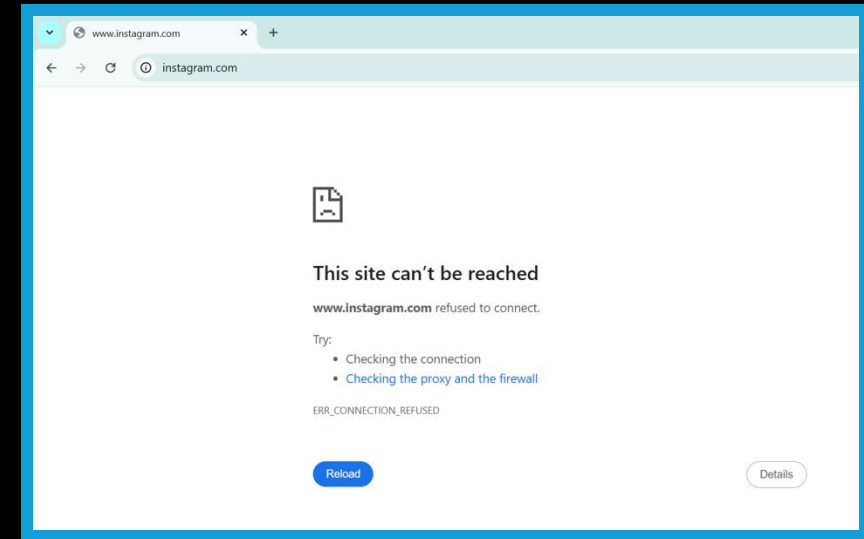 www.instagram.com
instagram.com
This site can't be reached
www.instagram.com refused to connect.
Try:
• Checking the connection
• Checking the proxy and the firewall
ERR_CONNECTION_REFUSED
Reload Details